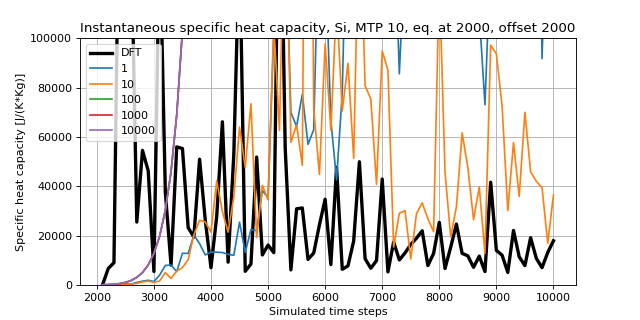 Instantaneous specific heat capacity, Si, MTP 10, eq. at 2000, offset 2000
100000
80000
60000
40000
20000
0
Specific heat capacity [J/(K*Kg)]
DFT
1
10
100
1000
10000
2000 3000 4000 5000 6000 7000 8000 9000 10000
Simulated time steps